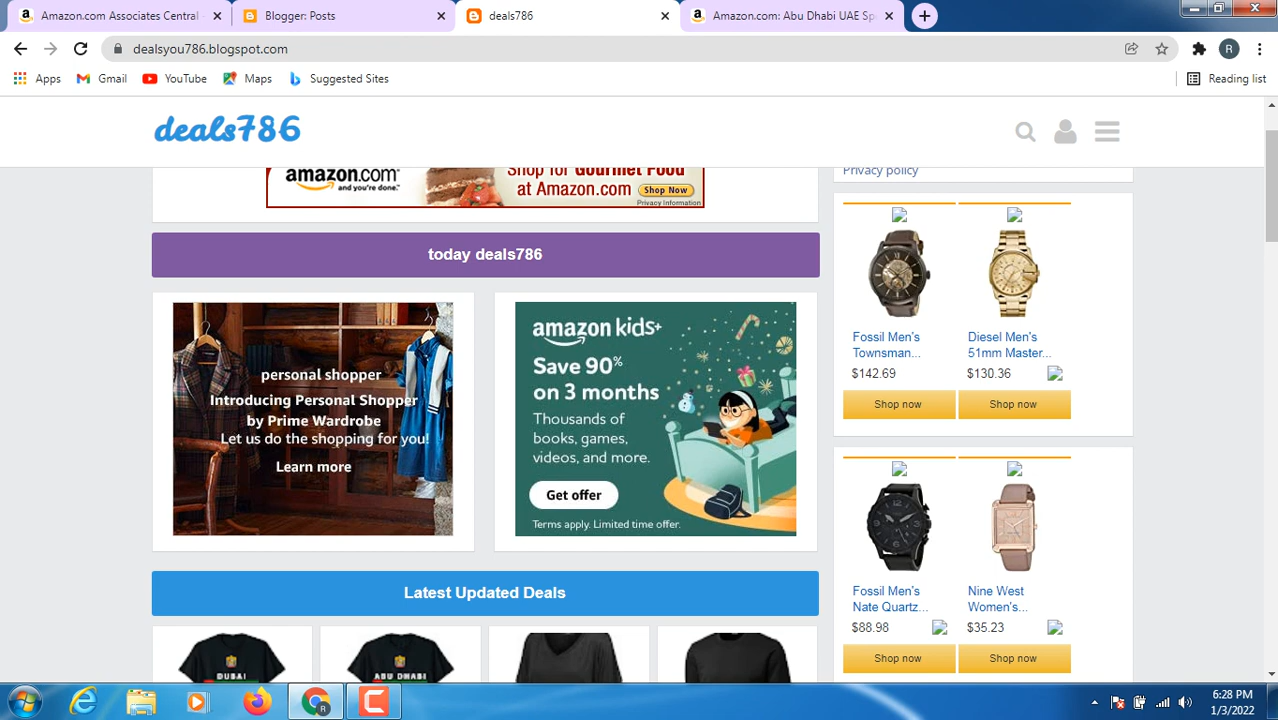 Amazon.com Associates Central -
Blogger: Posts
deals786
Amazon.com: Abu Dhabi UAE Sp
dealsyou786.blogspot.com
R
Apps
Gmail
YouTube
Maps
Suggested Sites
Reading list
deals786
Privacy policy
amazon.com
and you're done.™
Shop for Gourmet Food
at Amazon.com
Shop Now
Privacy Information
today deals786
personal shopper
Introducing Personal Shopper
by Prime Wardrobe
Let us do the shopping for you!
Learn more
amazon kids+
Save 90%
on 3 months
Thousands of
books, games,
videos, and more.
Get offer
Terms apply. Limited time offer.
Fossil Men's
Townsman...
$142.69
Shop now
Diesel Men's
51mm Master...
$130.36
Shop now
Fossil Men's
Nate Quartz...
$88.98
Shop now
Nine West
Women's...
$35.23
Shop now
Latest Updated Deals
DUBAI
ABU DHABI
6:28 PM
1/3/2022